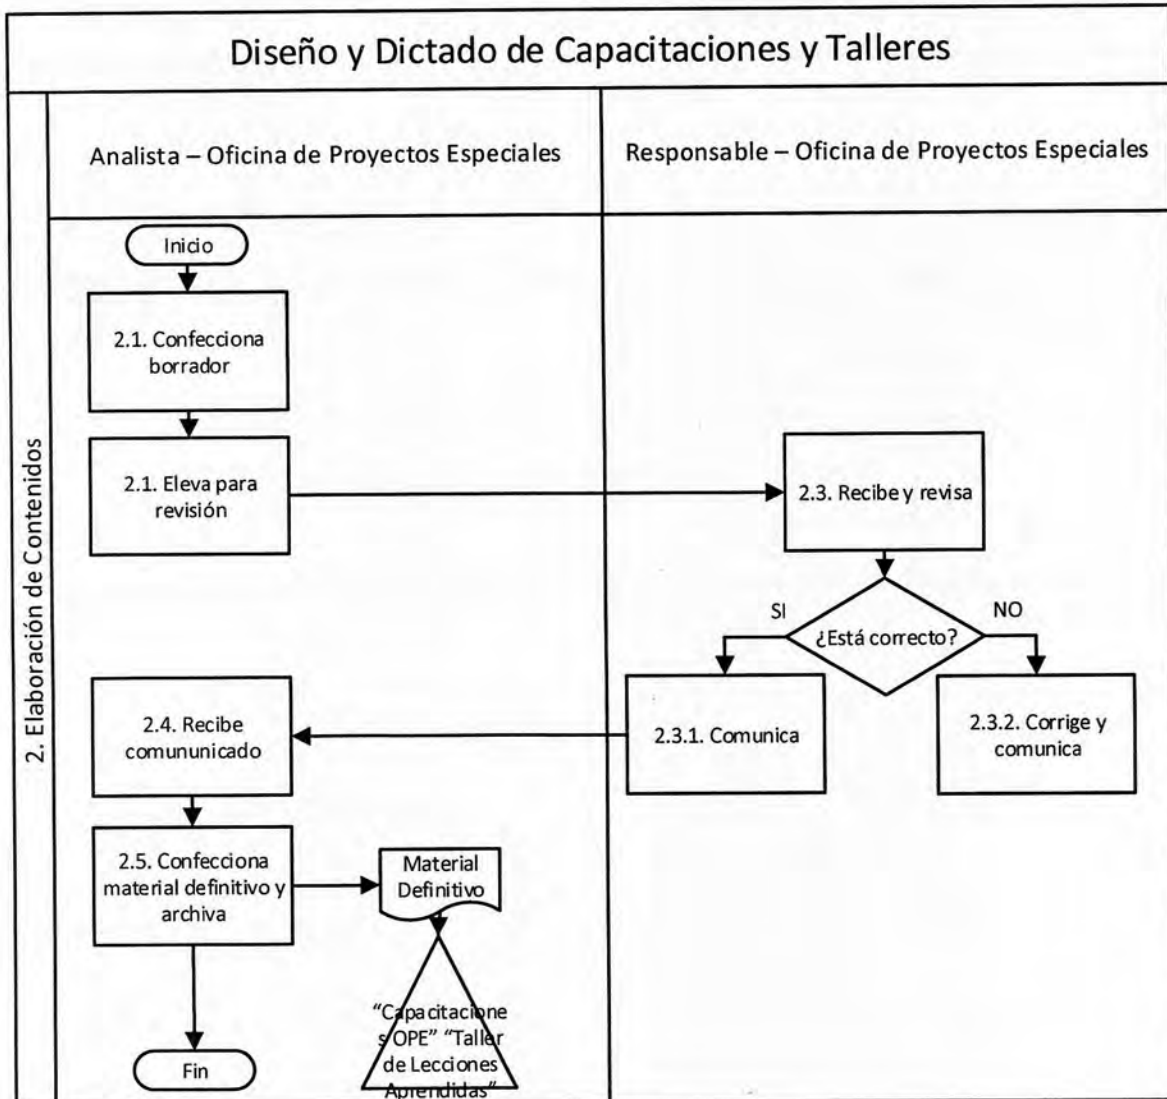 Diseño y Dictado de Capacitaciones y Talleres
Analista – Oficina de Proyectos Especiales
Responsable – Oficina de Proyectos Especiales
2. Elaboración de Contenidos
Inicio
2.1. Confecciona
borrador
2.1. Eleva para
revisión
2.3. Recibe y revisa
¿Está correcto?
SI
NO
2.3.1. Comunica
2.3.2. Corrige y
comunica
2.4. Recibe
comununicado
2.5. Confecciona
material definitivo y
archiva
Material
Definitivo
“Capacitacione
s OPE” “Taller
de Lecciones
Aprendidas”
Fin